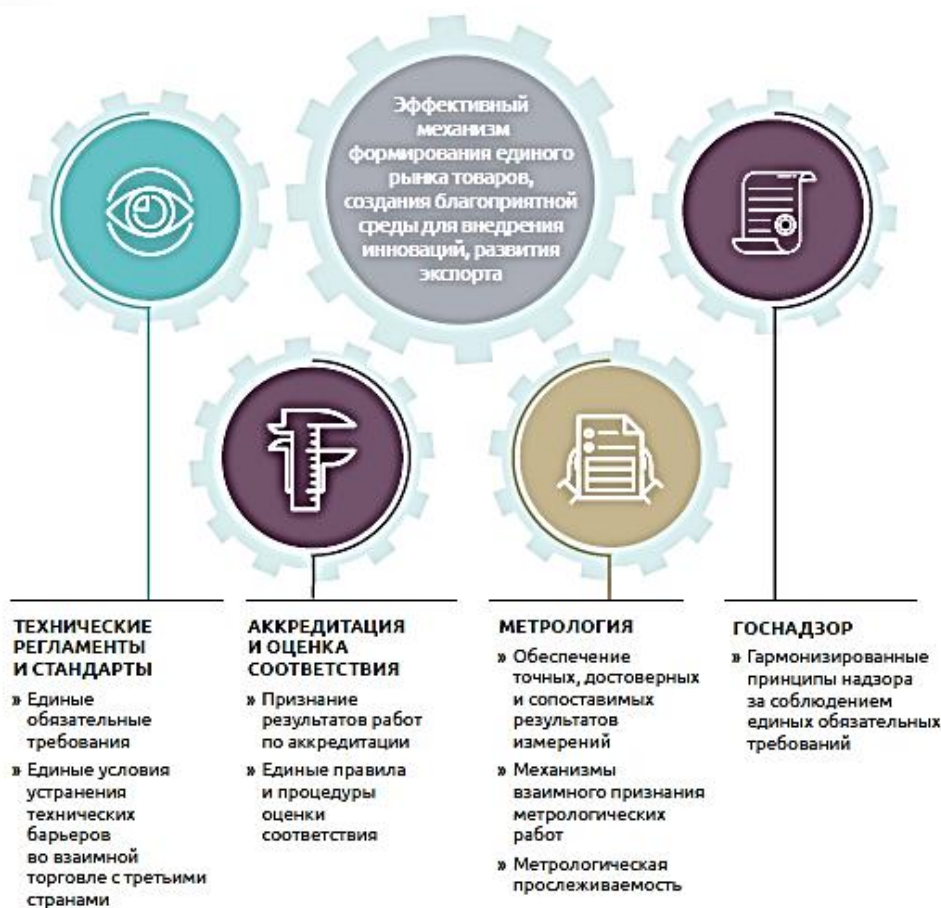 Эффективный
механизм
формирования единого
рынка товаров,
создания благоприятной
среды для внедрения
инноваций, развития
экспорта
ТЕХНИЧЕСКИЕ
РЕГЛАМЕНТЫ
И СТАНДАРТЫ
» Единые
обязательные
требования
» Единые условия
устранения
технических
барьеров
во взаимной
торговле с третьими
странами
АККРЕДИТАЦИЯ
И ОЦЕНКА
СООТВЕТСТВИЯ
» Признание
результатов работ
по аккредитации
» Единые правила
и процедуры
оценки
соответствия
МЕТРОЛОГИЯ
» Обеспечение
точных, достоверных
и сопоставимых
результатов
измерений
» Механизмы
взаимного признания
метрологических
работ
» Метрологическая
прослеживаемость
ГОСНАДЗОР
» Гармонизированные
принципы надзора
за соблюдением
единых обязательных
требований